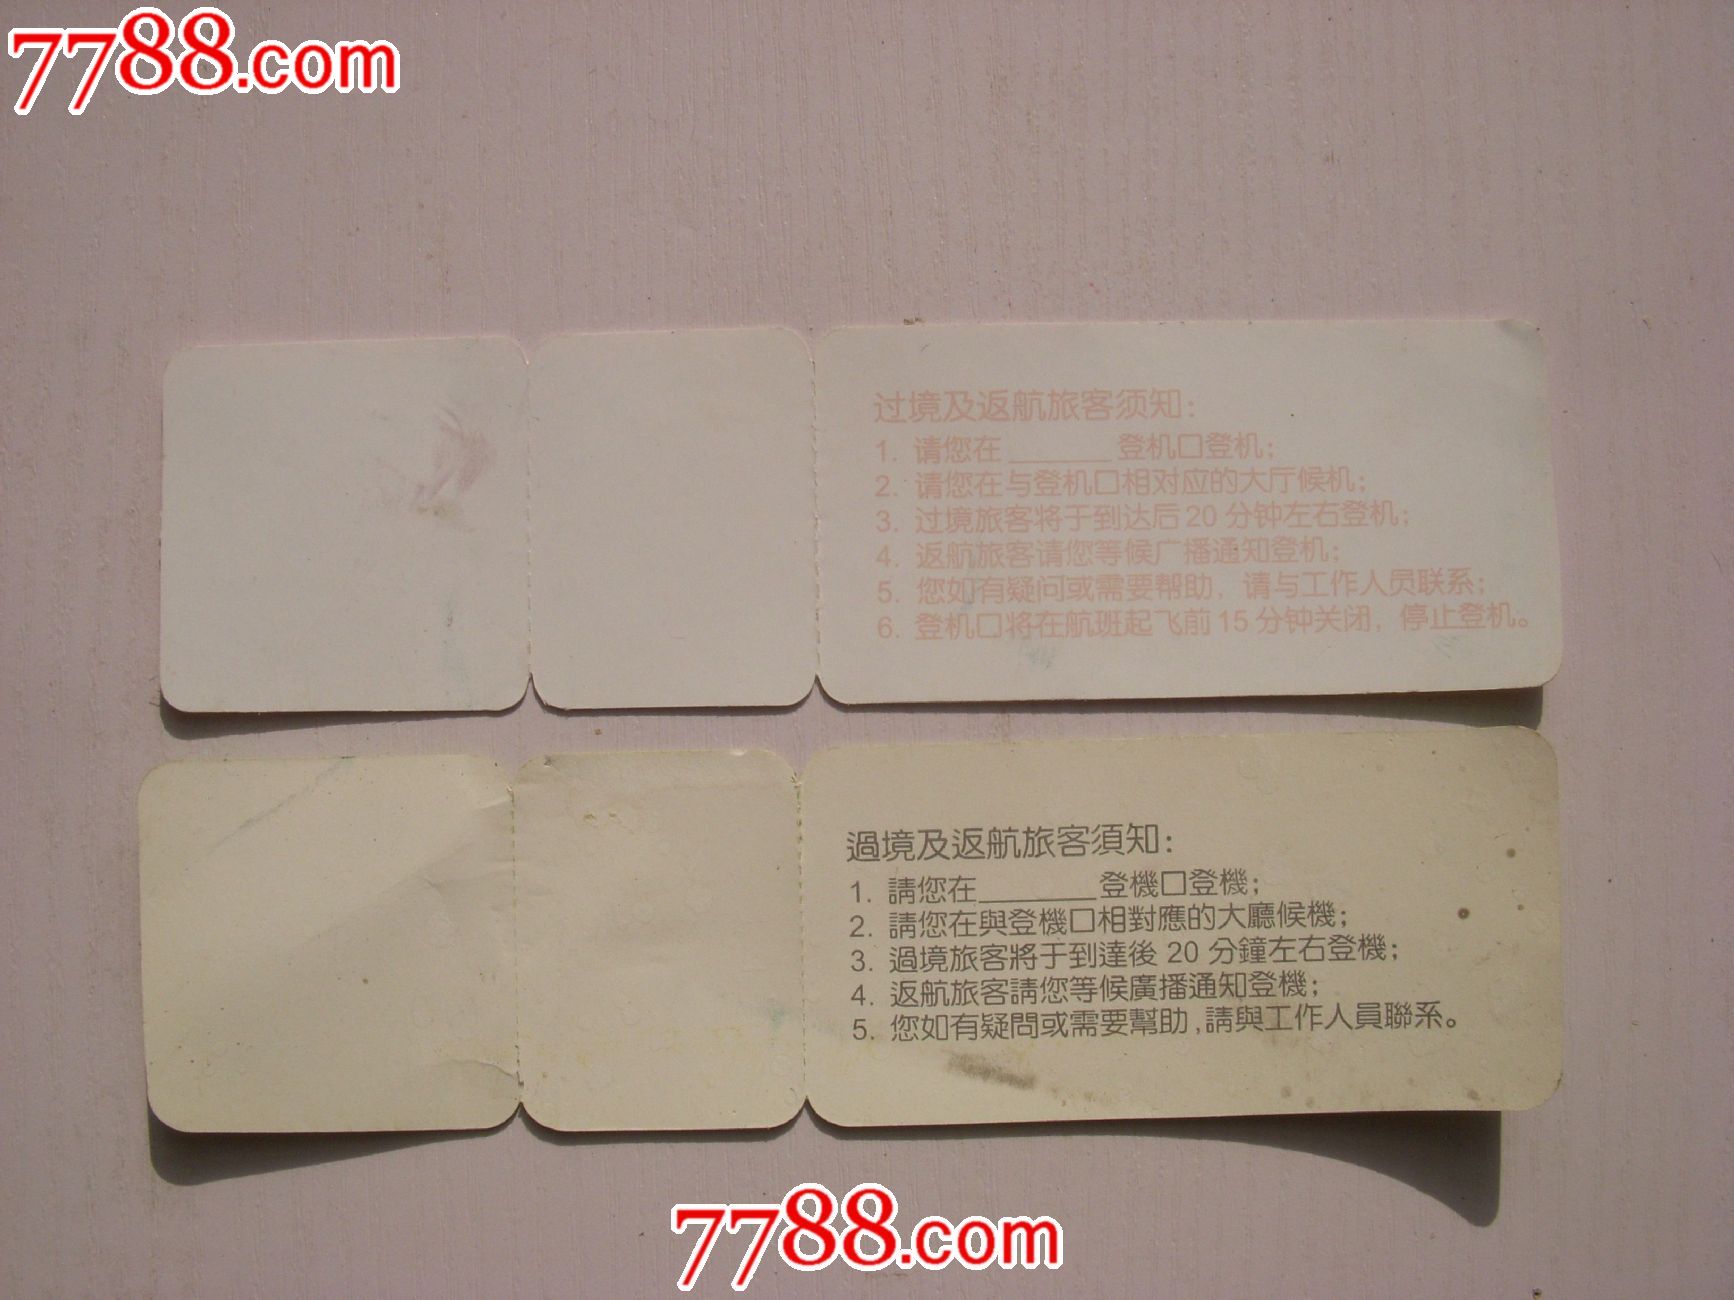 7788.com
过境及返航旅客须知：
1. 请您在______登机口登机；
2. 请您在与登机口相对应的大厅候机；
3. 过境旅客将于到达后20分钟左右登机；
4. 返航旅客请您等候广播通知登机；
5. 您如有疑问或需要帮助，请与工作人员联系；
6. 登机口将在航班起飞前15分钟关闭，停止登机。
過境及返航旅客須知：
1. 請您在_______登機口登機；
2. 請您在與登機口相對應的大廳候機；
3. 過境旅客將于到達後 20 分鐘左右登機；
4. 返航旅客請您等候廣播通知登機；
5. 您如有疑問或需要幫助，請與工作人員聯系。
7788.com